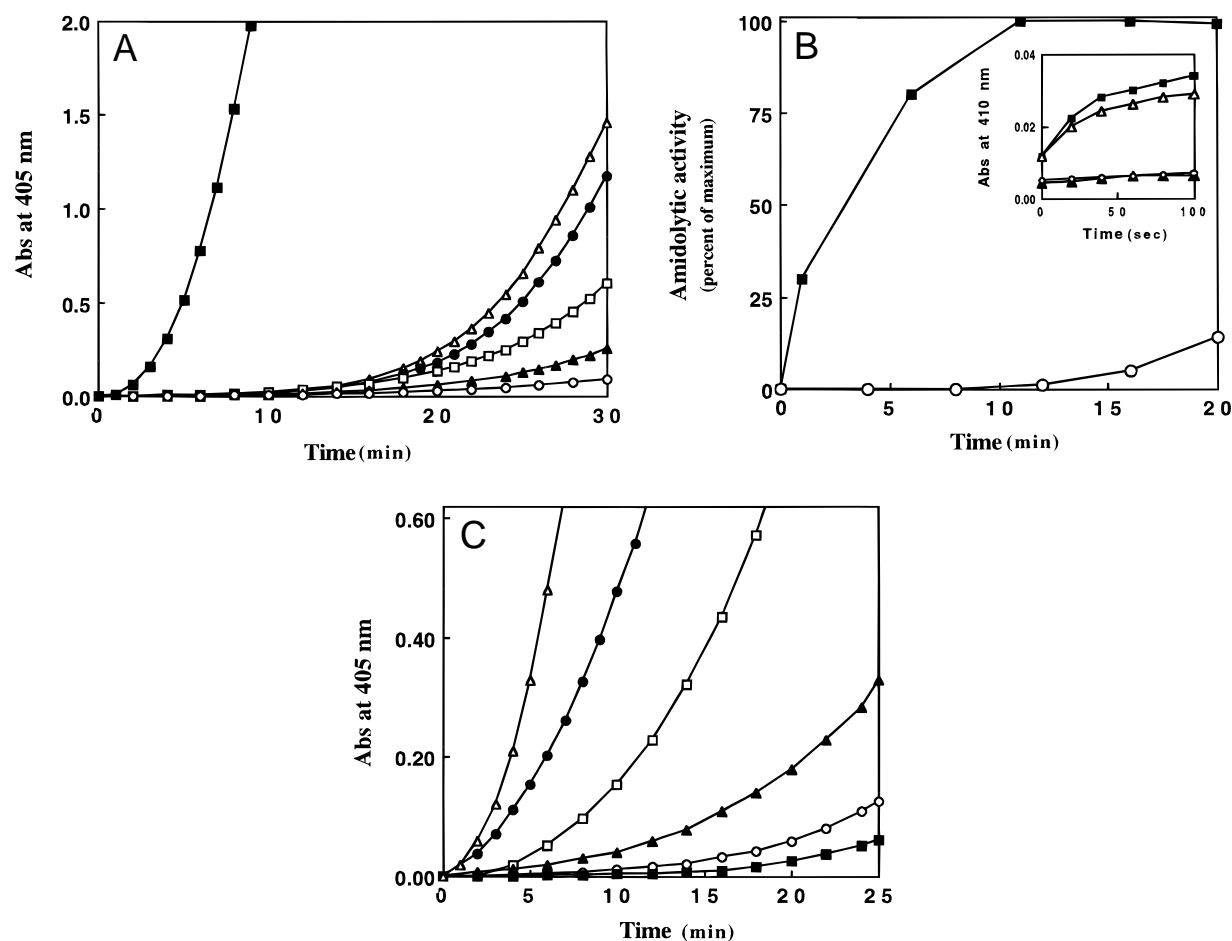 A
Abs at 405 nm
2.0
1.5
1.0
0.5
0.0
0 10 20 30
Time (min)
B
Amidolytic activity
(percent of maximum)
100
75
50
25
0
0 5 10 15 20
Time (min)
Abs at 410 nm
0.04
0.02
0.00
0 50 100
Time (sec)
C
Abs at 405 nm
0.60
0.40
0.20
0.00
0 5 10 15 20 25
Time (min)